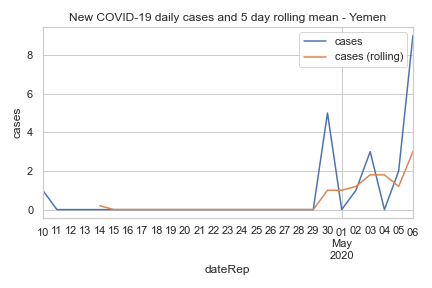 New COVID-19 daily cases and 5 day rolling mean - Yemen
cases
cases (rolling)
8
6
4
2
0
cases
10 11 12 13 14 15 16 17 18 19 20 21 22 23 24 25 26 27 28 29 30 01 02 03 04 05 06
May
2020
dateRep